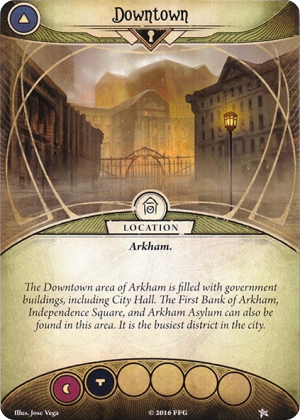 Downtown
LOCATION
Arkham.
The Downtown area of Arkham is filled with government
buildings, including City Hall. The First Bank of Arkham,
Independence Square, and Arkham Asylum can also be
found in this area. It is the busiest district in the city.
Illus. Jose Vega
© 2016 FFG